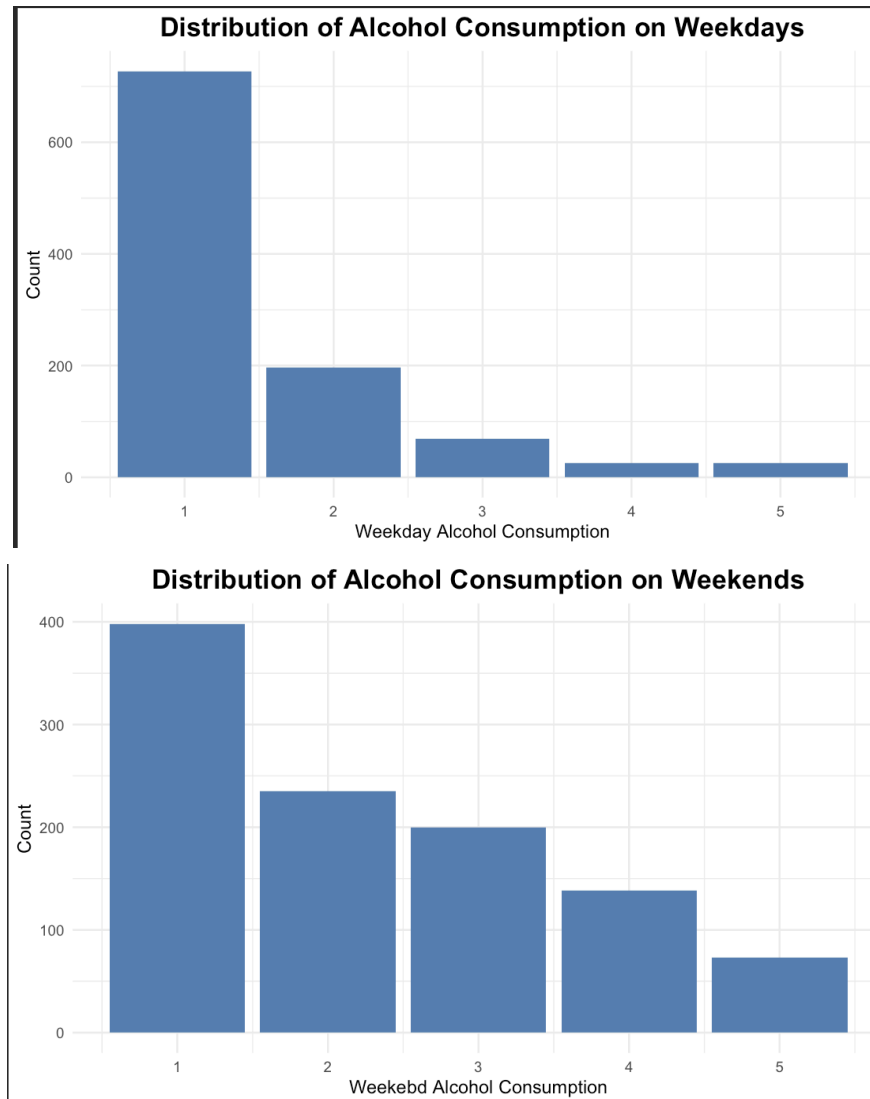 Distribution of Alcohol Consumption on Weekdays
600
400
200
0
Count
1 2 3 4 5
Weekday Alcohol Consumption
Distribution of Alcohol Consumption on Weekends
400
300
200
100
0
Count
1 2 3 4 5
Weekebd Alcohol Consumption